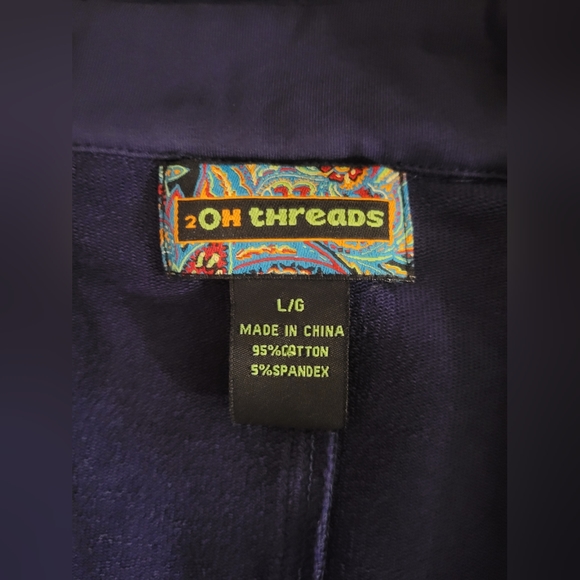 2OH tHreaDS
L/G
MADE IN CHINA
95%COTTON
5%SPANDEX